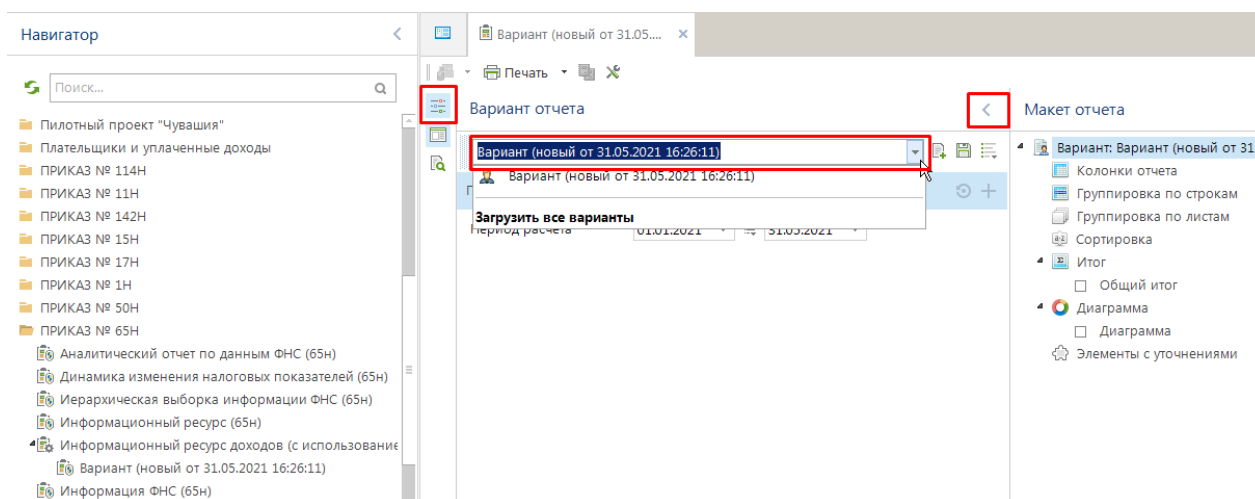 Навигатор
Вариант (новый от 31.05....
Поиск...
Печать
Вариант отчета
Макет отчета
Пилотный проект "Чувашия"
Плательщики и уплаченные доходы
ПРИКАЗ № 114Н
ПРИКАЗ № 11Н
ПРИКАЗ № 142Н
ПРИКАЗ № 15Н
ПРИКАЗ № 17Н
ПРИКАЗ № 1Н
ПРИКАЗ № 50Н
ПРИКАЗ № 65Н
Аналитический отчет по данным ФНС (65н)
Динамика изменения налоговых показателей (65н)
Иерархическая выборка информации ФНС (65н)
Информационный ресурс (65н)
Информационный ресурс доходов (с использование
Вариант (новый от 31.05.2021 16:26:11)
Информация ФНС (65н)
Вариант (новый от 31.05.2021 16:26:11)
Вариант (новый от 31.05.2021 16:26:11)
Загрузить все варианты
Период расчета 01.01.2021 31.05.2021
Вариант: Вариант (новый от 31
Колонки отчета
Группировка по строкам
Группировка по листам
Сортировка
Итог
Общий итог
Диаграмма
Диаграмма
Элементы с уточнениями